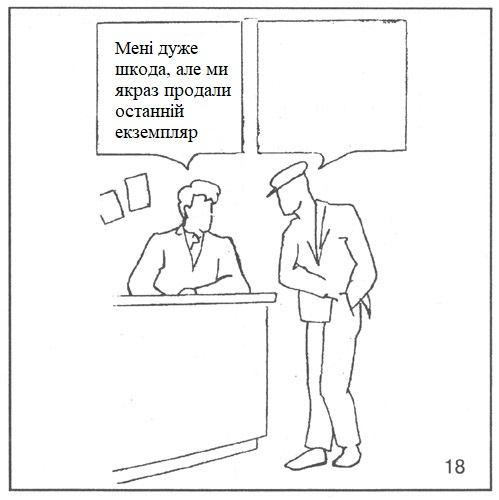 Мені дуже
шкода, але ми
якраз продали
останній
екземпляр
18